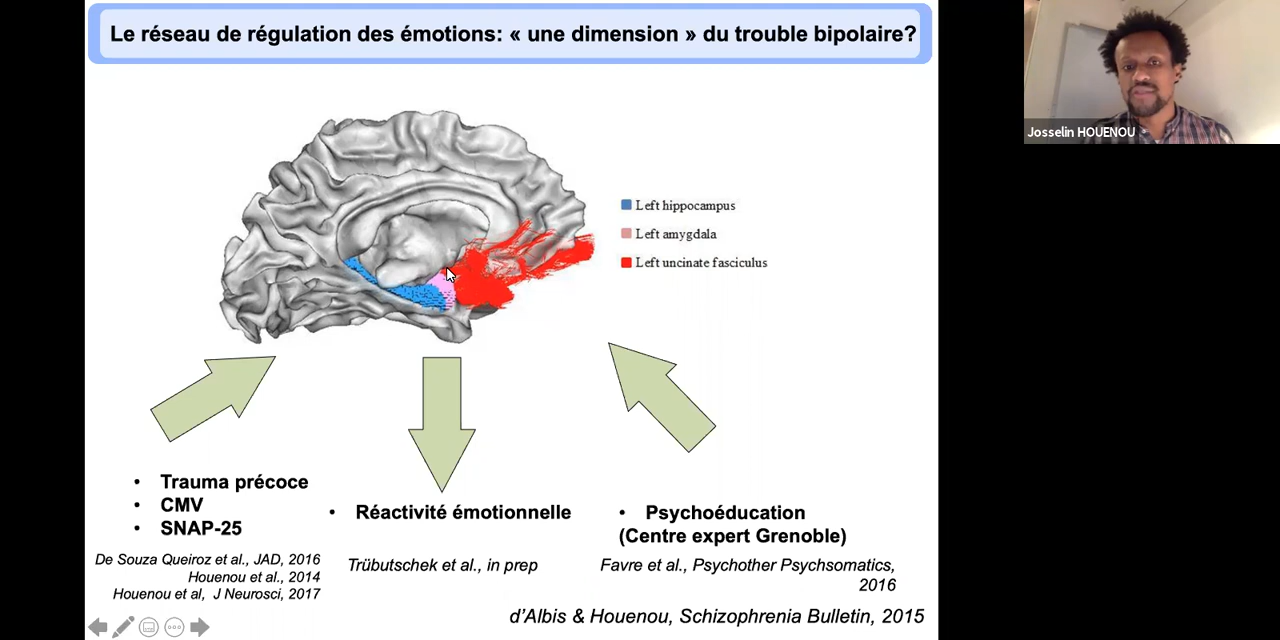 Le réseau de régulation des émotions: « une dimension » du trouble bipolaire?
Josselin HOUENOU
Left hippocampus
Left amygdala
Left uncinate fasciculus
• Trauma précoce
• CMV
• SNAP-25
De Souza Queiroz et al., JAD, 2016
Houenou et al., 2014
Houenou et al, J Neurosci, 2017
• Réactivité émotionnelle
Trübutschek et al., in prep
• Psychoéducation
(Centre expert Grenoble)
Favre et al., Psychother Psychsomatics,
2016
d’Albis & Houenou, Schizophrenia Bulletin, 2015